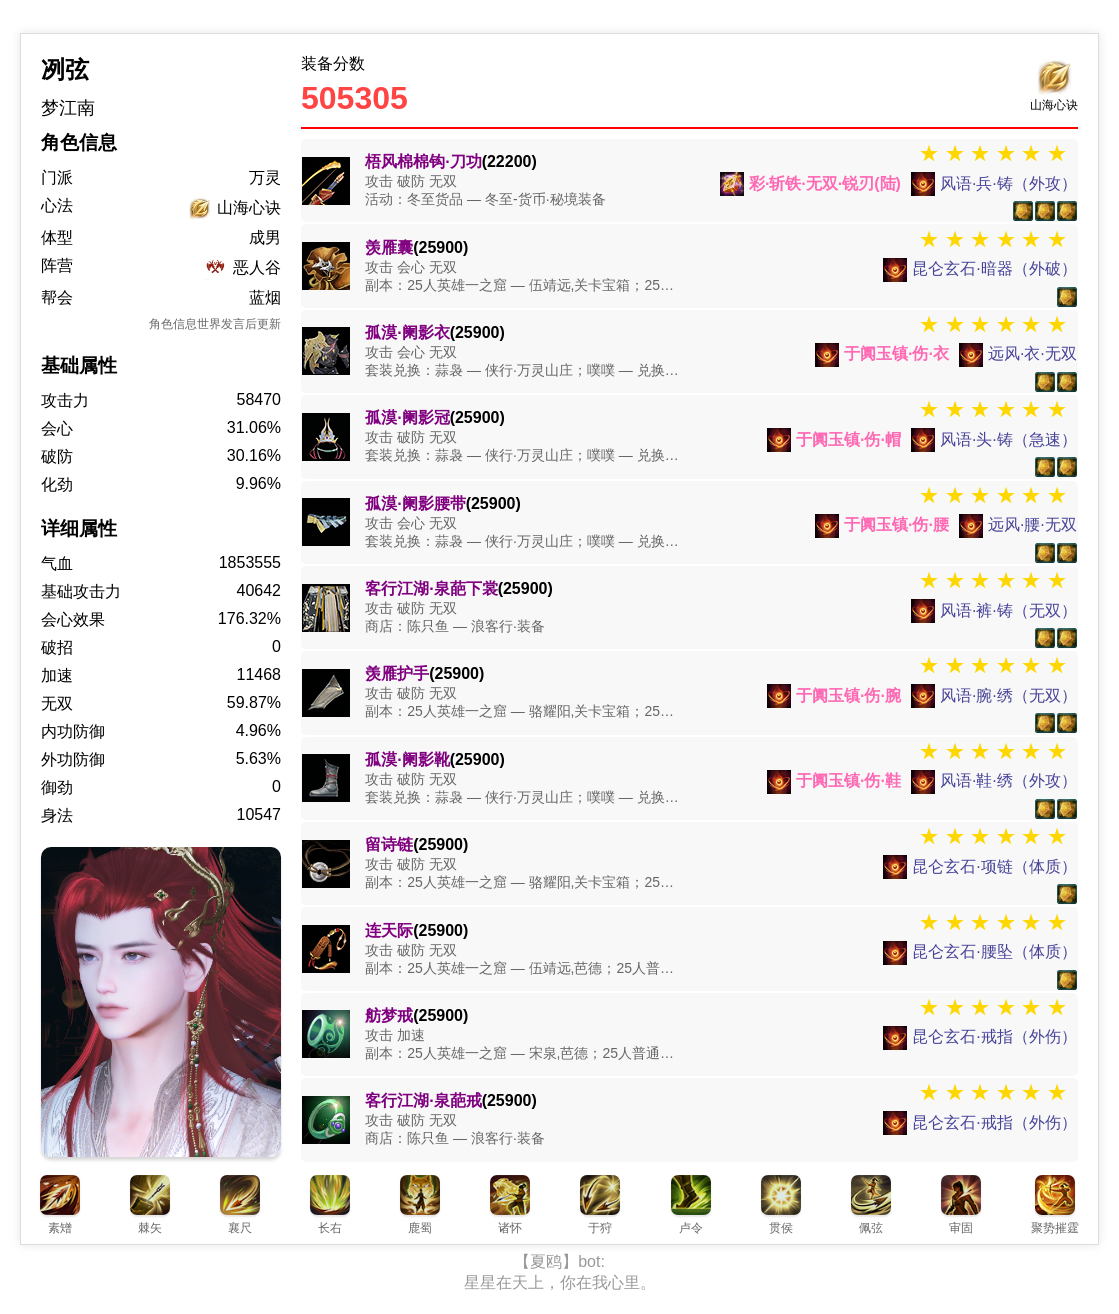 冽弦
梦江南
角色信息
门派 万灵
心法 山海心诀
体型 成男
阵营 恶人谷
帮会 蓝烟
角色信息世界发言后更新
基础属性
攻击力 58470
会心 31.06%
破防 30.16%
化劲 9.96%
详细属性
气血 1853555
基础攻击力 40642
会心效果 176.32%
破招 0
加速 11468
无双 59.87%
内功防御 4.96%
外功防御 5.63%
御劲 0
身法 10547
装备分数
505305
山海心诀
梧风棉棉钩·刀功(22200)
攻击 破防 无双
活动：冬至货品 — 冬至-货币·秘境装备
彩·斩铁·无双·锐刃(陆) 风语·兵·铸（外攻）
羡雁囊(25900)
攻击 会心 无双
副本：25人英雄一之窟 — 伍靖远,关卡宝箱；25…
昆仑玄石·暗器（外破）
孤漠·阑影衣(25900)
攻击 会心 无双
套装兑换：蒜袅 — 侠行·万灵山庄；噗噗 — 兑换…
于阗玉镇·伤·衣 远风·衣·无双
孤漠·阑影冠(25900)
攻击 破防 无双
套装兑换：蒜袅 — 侠行·万灵山庄；噗噗 — 兑换…
于阗玉镇·伤·帽 风语·头·铸（急速）
孤漠·阑影腰带(25900)
攻击 会心 无双
套装兑换：蒜袅 — 侠行·万灵山庄；噗噗 — 兑换…
于阗玉镇·伤·腰 远风·腰·无双
客行江湖·泉葩下裳(25900)
攻击 破防 无双
商店：陈只鱼 — 浪客行·装备
风语·裤·铸（无双）
羡雁护手(25900)
攻击 破防 无双
副本：25人英雄一之窟 — 骆耀阳,关卡宝箱；25…
于阗玉镇·伤·腕 风语·腕·绣（无双）
孤漠·阑影靴(25900)
攻击 破防 无双
套装兑换：蒜袅 — 侠行·万灵山庄；噗噗 — 兑换…
于阗玉镇·伤·鞋 风语·鞋·绣（外攻）
留诗链(25900)
攻击 破防 无双
副本：25人英雄一之窟 — 骆耀阳,关卡宝箱；25…
昆仑玄石·项链（体质）
连天际(25900)
攻击 破防 无双
副本：25人英雄一之窟 — 伍靖远,芭德；25人普…
昆仑玄石·腰坠（体质）
舫梦戒(25900)
攻击 加速
副本：25人英雄一之窟 — 宋泉,芭德；25人普通…
昆仑玄石·戒指（外伤）
客行江湖·泉葩戒(25900)
攻击 破防 无双
商店：陈只鱼 — 浪客行·装备
昆仑玄石·戒指（外伤）
素矰 棘矢 襄尺 长右 鹿蜀 诸怀 于狩 卢令 贯侯 佩弦 审固 聚势摧霆
【夏鸥】bot:
星星在天上，你在我心里。